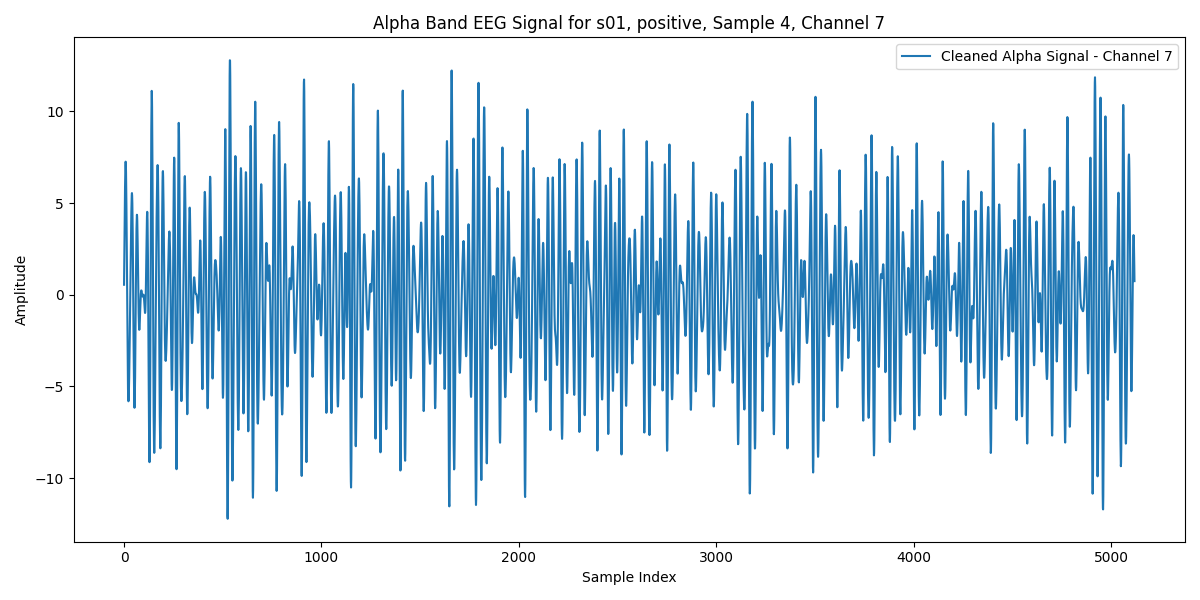 Alpha Band EEG Signal for s01, positive, Sample 4, Channel 7
Cleaned Alpha Signal - Channel 7
Amplitude
10
5
0
−5
−10
0 1000 2000 3000 4000 5000
Sample Index